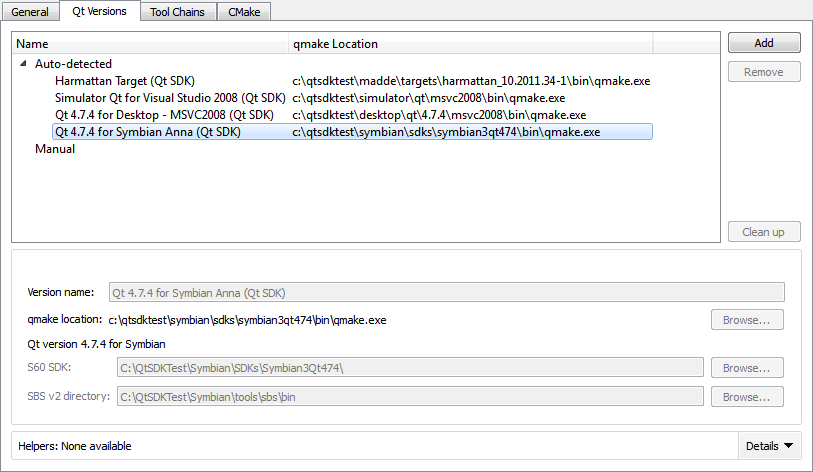 General Qt Versions Tool Chains CMake
Name qmake Location Add
Auto-detected Remove
Harmattan Target (Qt SDK) c:\qtsdktest\madde\targets\harmattan_10.2011.34-1\bin\qmake.exe
Simulator Qt for Visual Studio 2008 (Qt SDK) c:\qtsdktest\simulator\qt\msvc2008\bin\qmake.exe
Qt 4.7.4 for Desktop - MSVC2008 (Qt SDK) c:\qtsdktest\desktop\qt\4.7.4\msvc2008\bin\qmake.exe
Qt 4.7.4 for Symbian Anna (Qt SDK) c:\qtsdktest\symbian\sdks\symbian3qt474\bin\qmake.exe
Manual
Clean up
Version name: Qt 4.7.4 for Symbian Anna (Qt SDK)
qmake location: c:\qtsdktest\symbian\sdks\symbian3qt474\bin\qmake.exe Browse...
Qt version 4.7.4 for Symbian
S60 SDK: C:\QtSDKTest\Symbian\SDKs\Symbian3Qt474\ Browse...
SBS v2 directory: C:\QtSDKTest\Symbian\tools\sbs\bin Browse...
Helpers: None available Details